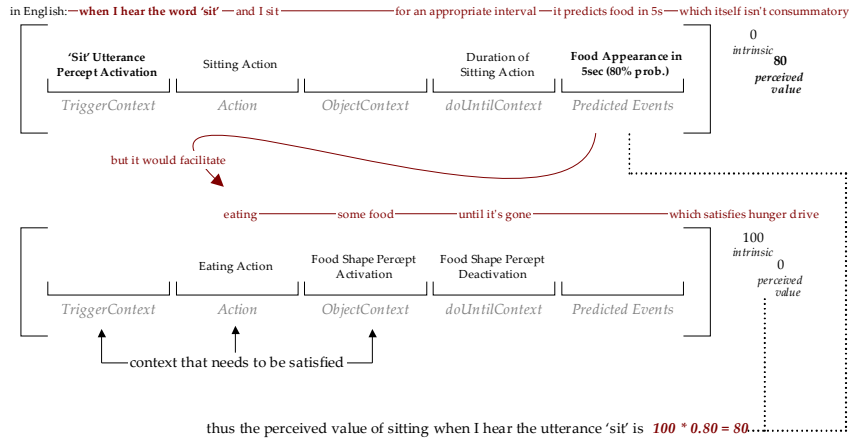 in English: when I hear the word ‘sit’ and I sit for an appropriate interval it predicts food in 5s which itself isn't consummatory
‘Sit’ Utterance Percept Activation
Sitting Action
Duration of Sitting Action
Food Appearance in 5sec (80% prob.)
0
intrinsic
80
perceived value
TriggerContext Action ObjectContext doUntilContext Predicted Events
but it would facilitate
eating some food until it's gone which satisfies hunger drive
Eating Action
Food Shape Percept Activation
Food Shape Percept Deactivation
100
intrinsic
0
perceived value
TriggerContext Action ObjectContext doUntilContext Predicted Events
context that needs to be satisfied
thus the perceived value of sitting when I hear the utterance ‘sit’ is 100 * 0.80 = 80